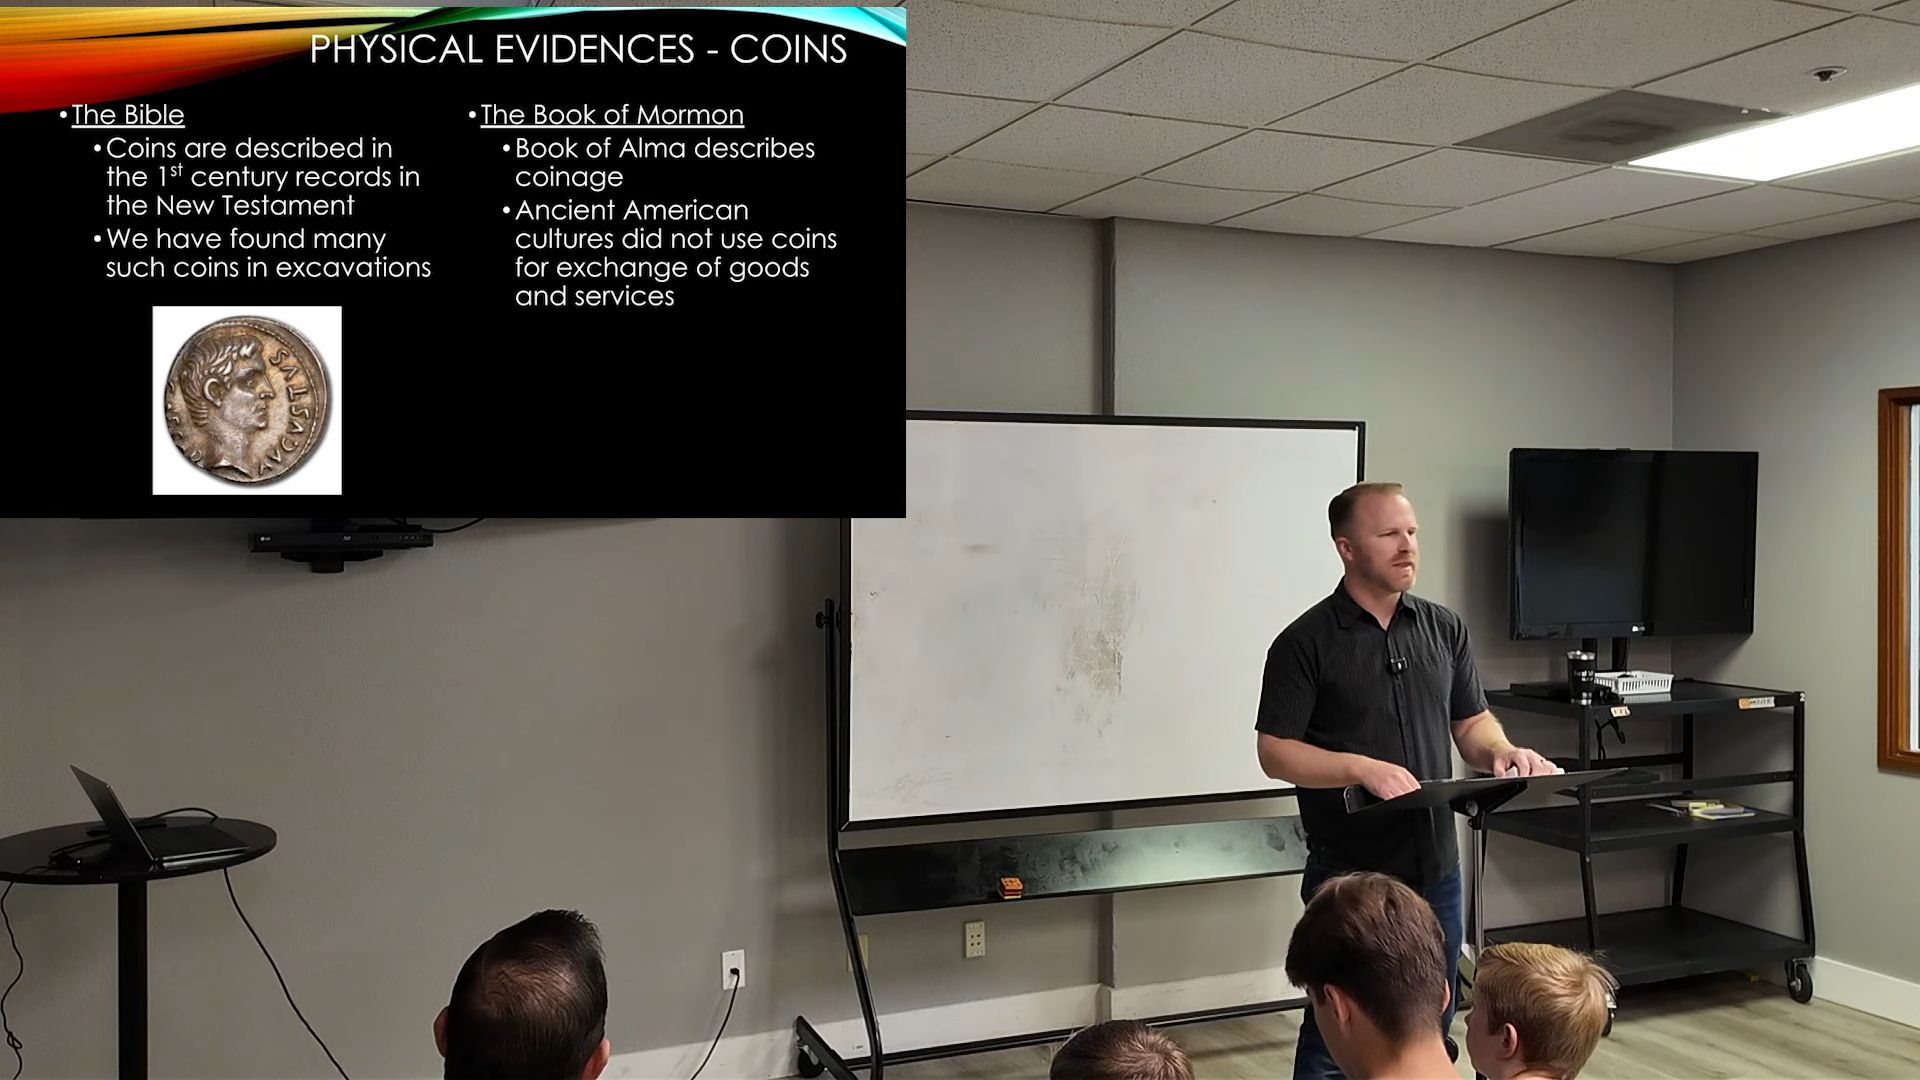 PHYSICAL EVIDENCES - COINS
• The Bible
• Coins are described in
the 1st century records in
the New Testament
• We have found many
such coins in excavations
AVGVSTVS
• The Book of Mormon
• Book of Alma describes
coinage
• Ancient American
cultures did not use coins
for exchange of goods
and services